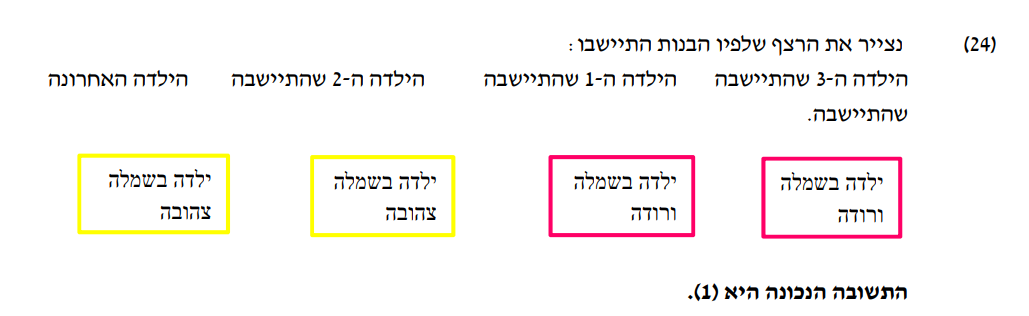 (24) נצייר את הרצף שלפיו הבנות התיישבו:
הילדה ה-3 שהתיישבה הילדה ה-1 שהתיישבה הילדה ה-2 שהתיישבה הילדה האחרונה
שהתיישבה.
ילדה בשמלה
ורודה
ילדה בשמלה
ורודה
ילדה בשמלה
צהובה
ילדה בשמלה
צהובה
התשובה הנכונה היא (1).